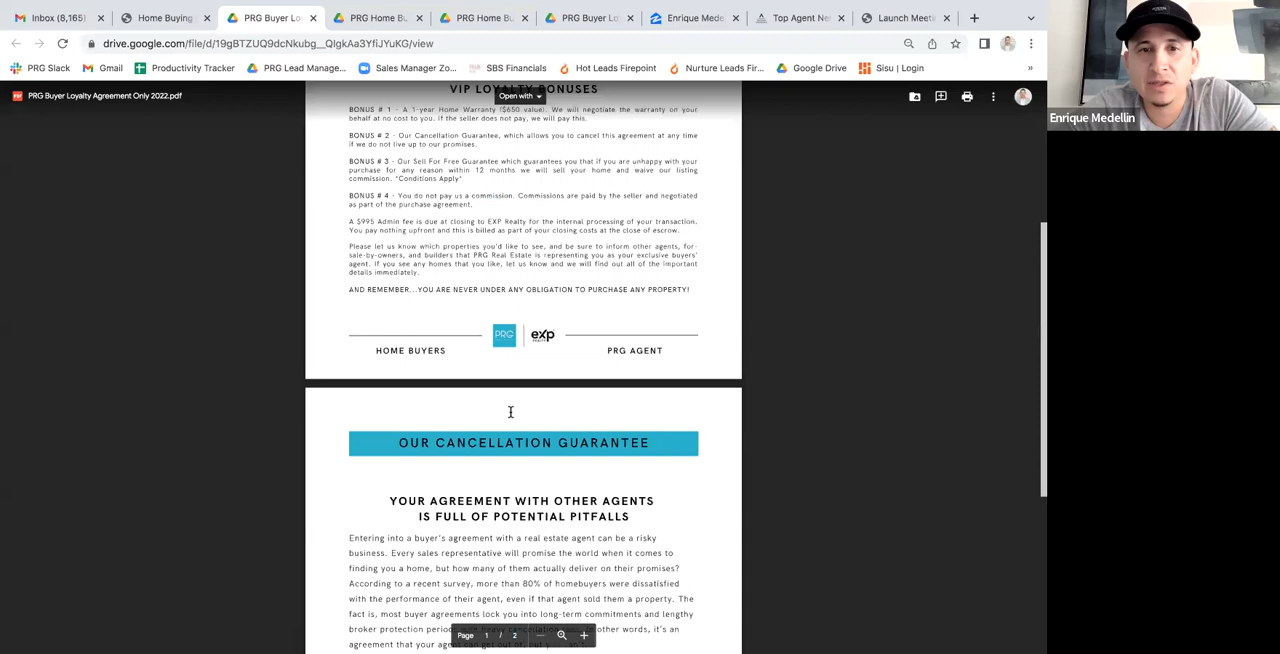 Inbox (8,165)
Home Buying
PRG Buyer Lo
PRG Home Bu
PRG Home Bu
PRG Buyer Lo
Enrique Medel
Top Agent Ne
Launch Meeti
drive.google.com/file/d/19gBTZUQ9dcNkubg__QIgkAa3YfiJYuKG/view
PRG Slack
Gmail
Productivity Tracker
PRG Lead Manage...
Sales Manager Zo...
SBS Financials
Hot Leads Firepoint
Nurture Leads Fir...
Google Drive
Sisu | Login
»
PRG Buyer Loyalty Agreement Only 2022.pdf
Open with
Enrique Medellin
VIP LOYALTY BONUSES
BONUS # 1 - A 1-year Home Warranty ($650 value). We will negotiate the warranty on your
behalf at no cost to you. If the seller does not pay, we will pay this.
BONUS # 2 - Our Cancellation Guarantee, which allows you to cancel this agreement at any time
if we do not live up to our promises.
BONUS # 3 - Our Sell For Free Guarantee which guarantees you that if you are unhappy with your
purchase for any reason within 12 months we will sell your home and waive our listing
commission. *Conditions Apply*
BONUS # 4 - You do not pay us a commission. Commissions are paid by the seller and negotiated
as part of the purchase agreement.
A $995 Admin fee is due at closing to EXP Realty for the internal processing of your transaction.
You pay nothing upfront and this is billed as part of your closing costs at the close of escrow.
Please let us know which properties you'd like to see, and be sure to inform other agents, for-
sale-by-owners, and builders that PRG Real Estate is representing you as your exclusive buyers'
agent. If you see any homes that you like, let us know and we will find out all of the important
details immediately.
AND REMEMBER...YOU ARE NEVER UNDER ANY OBLIGATION TO PURCHASE ANY PROPERTY!
PRG
exp
REALTY
HOME BUYERS
PRG AGENT
OUR CANCELLATION GUARANTEE
YOUR AGREEMENT WITH OTHER AGENTS
IS FULL OF POTENTIAL PITFALLS
Entering into a buyer's agreement with a real estate agent can be a risky
business. Every sales representative will promise the world when it comes to
finding you a home, but how many of them actually deliver on their promises?
According to a recent survey, more than 80% of homebuyers were dissatisfied
with the performance of their agent, even if that agent sold them a property. The
fact is, most buyer agreements lock you into long-term commitments and lengthy
broker protection periods other words, it's an
agreement that your agent
Page 1 / 2